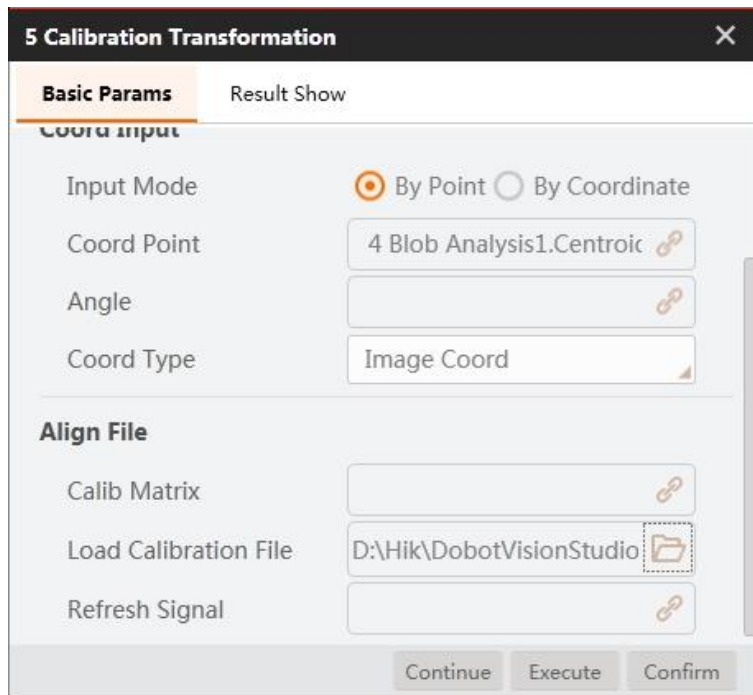 5 Calibration Transformation
Basic Params Result Show
Coord Input
Input Mode By Point By Coordinate
Coord Point 4 Blob Analysis1.Centroic
Angle
Coord Type Image Coord
Align File
Calib Matrix
Load Calibration File D:\Hik\DobotVisionStudio
Refresh Signal
Continue Execute Confirm